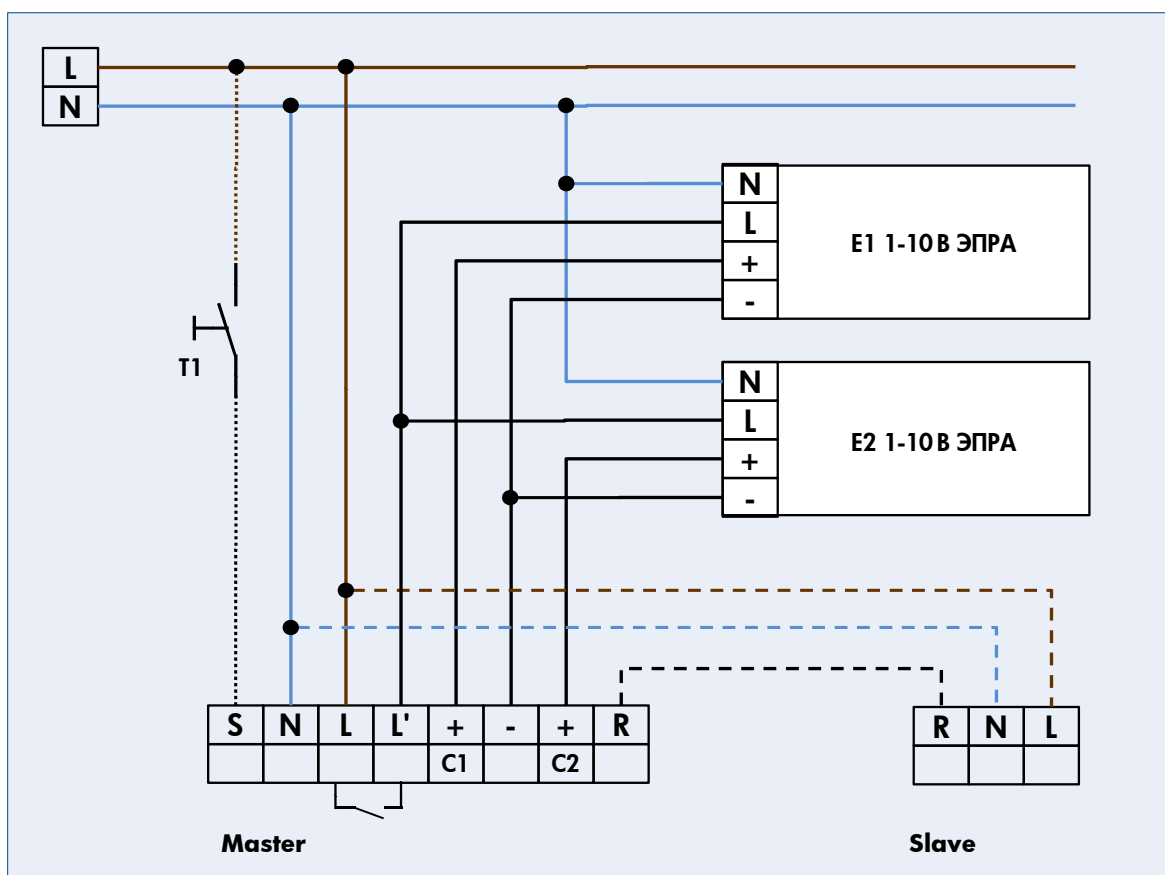 L
N
N
L
+
-
E1 1-10 В ЭПРА
T1
N
L
+
-
E2 1-10 В ЭПРА
S N L L' + - + R
C1 C2
R N L
Master
Slave